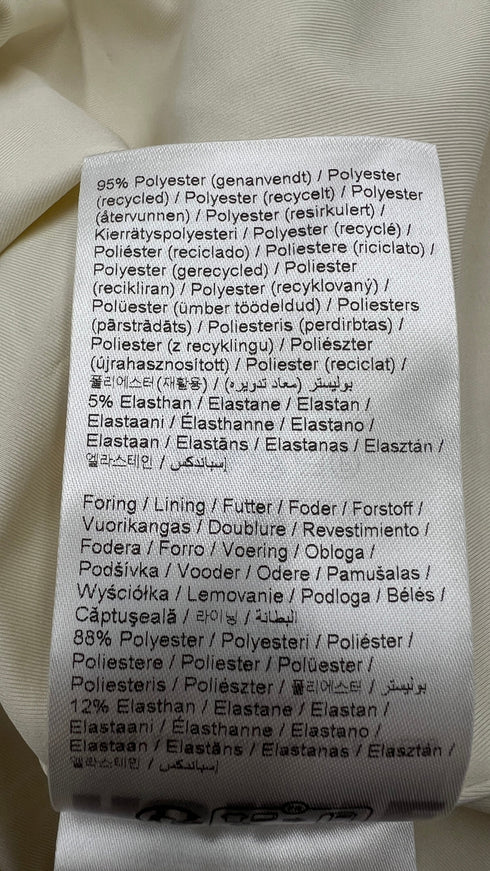 95% Polyester (genanvendt) / Polyester
(recycled) / Polyester (recycelt) / Polyester
(återvunnen) / Polyester (resirkulert) /
Kierrätyspolyesteri / Polyester (recyclé) /
Poliéster (reciclado) / Poliestere (riciclato) /
Polyester (gerecycled) / Poliester
(recikliran) / Polyester (recyklovaný) /
Polüester (ümber töödeldud) / Poliesters
(pārstrādāts) / Poliesteris (perdirbtas) /
Poliester (z recyklingu) / Poliészter
(újrahasznosított) / Poliester (reciclat) /
폴리에스터(재활용) / بوليستر (معاد تدويره) /
5% Elasthan / Elastane / Elastan /
Elastaani / Élasthanne / Elastano /
Elastaan / Elastāns / Elastanas / Elasztán /
엘라스테인 / إسباندكس
Foring / Lining / Futter / Foder / Forstoff /
Vuorikangas / Doublure / Revestimiento /
Fodera / Forro / Voering / Obloga /
Podšívka / Vooder / Odere / Pamušalas /
Wyściółka / Lemovanie / Podloga / Bélés /
Căptuşeală / 라이닝 / البطانة
88% Polyester / Polyesteri / Poliéster /
Poliestere / Poliester / Polüester /
Poliesteris / Poliészter / 폴리에스터 / بوليستر
12% Elasthan / Elastane / Elastan /
Elastaani / Élasthanne / Elastano /
Elastaan / Elastāns / Elastanas / Elasztán /
엘라스테인 / إسباندكس